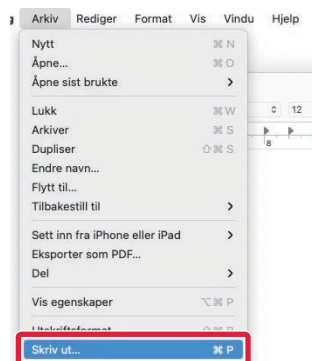 Arkiv Rediger Format Vis Vindu Hjelp
Nytt ⌘ N
Åpne... ⌘ O
Åpne sist brukte >
12
Lukk ⌘ W
Arkiver ⌘ S
8
Dupliser ⇧ ⌘ S
Endre navn...
Flytt til...
Tilbakestill til >
Sett inn fra iPhone eller iPad >
Eksporter som PDF...
Del >
Vis egenskaper ⌥ ⌘ P
Utskriftsformat ⇧ ⌘ P
Skriv ut... ⌘ P